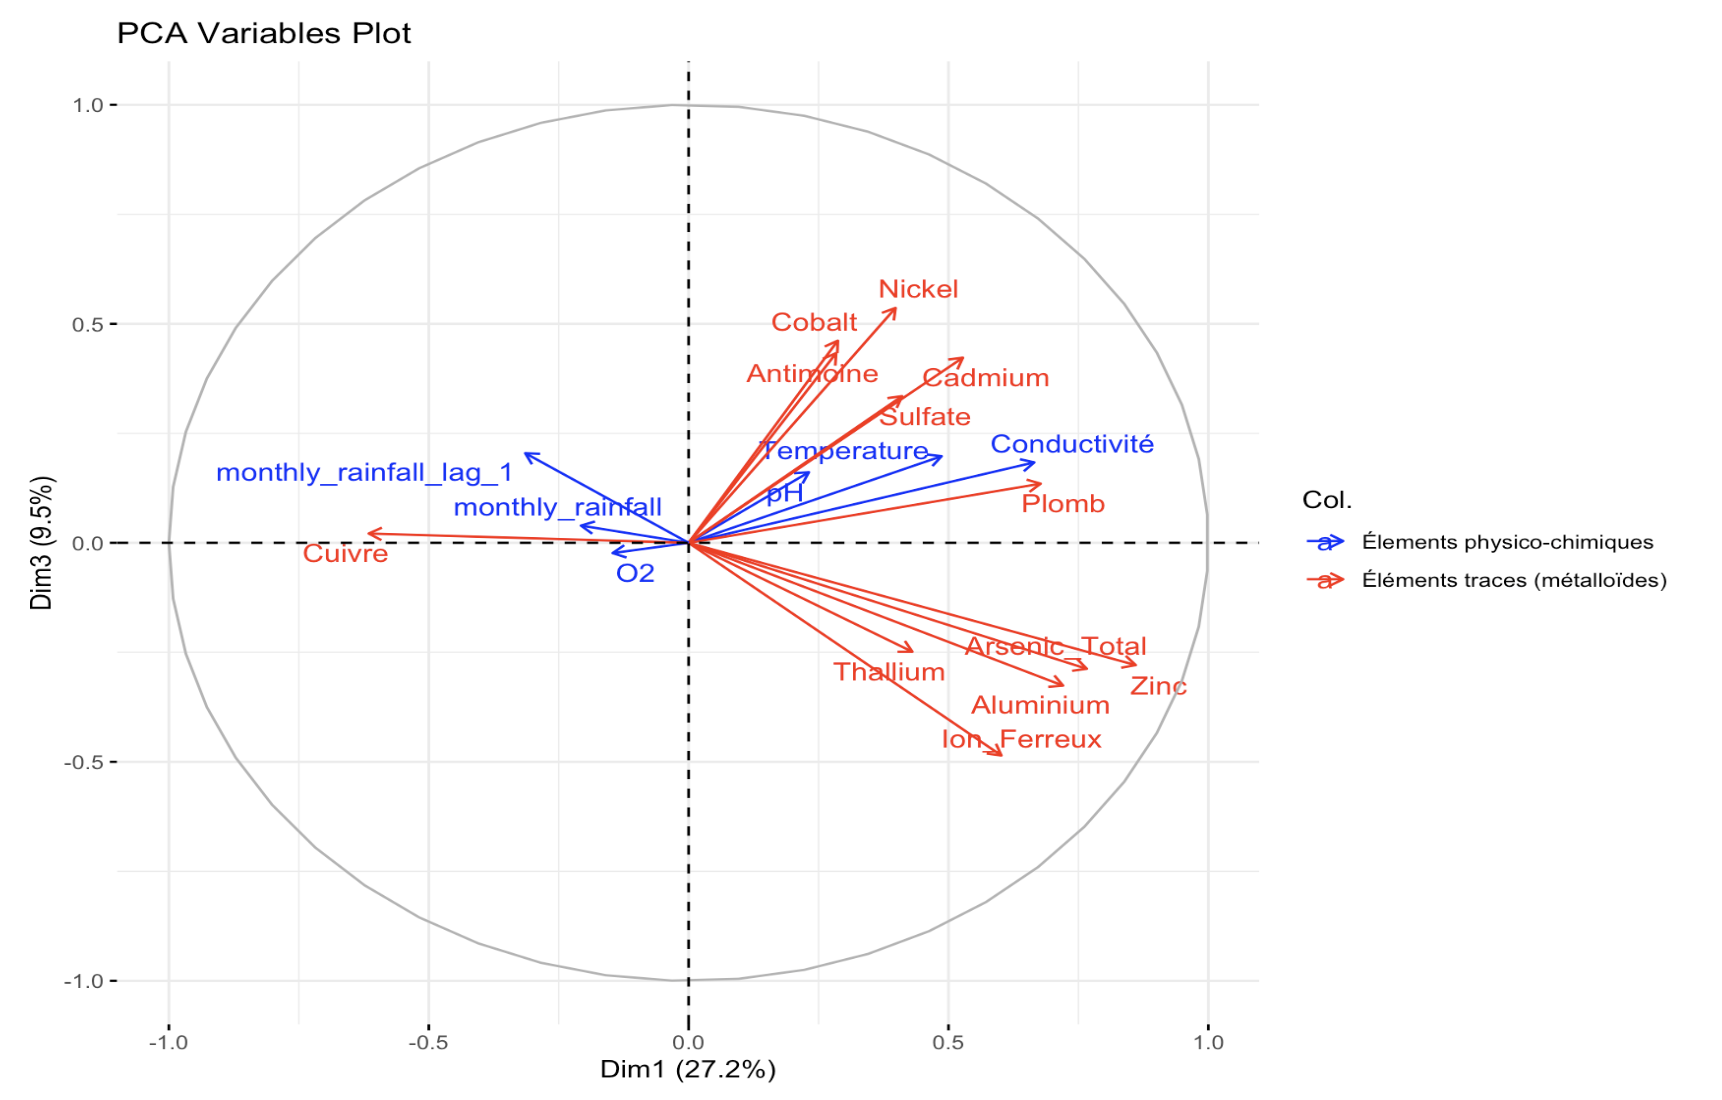 PCA Variables Plot
1.0
0.5
0.0
-0.5
-1.0
Dim3 (9.5%)
Nickel
Cobalt
Antimoine
Cadmium
Sulfate
Temperature
Conductivité
monthly_rainfall_lag_1
pH
Plomb
monthly_rainfall
Cuivre
O2
Arsenic_Total
Thallium
Zinc
Aluminium
Ion_Ferreux
-1.0
-0.5
0.0
0.5
1.0
Dim1 (27.2%)
Col.
a Élements physico-chimiques
a Éléments traces (métalloïdes)